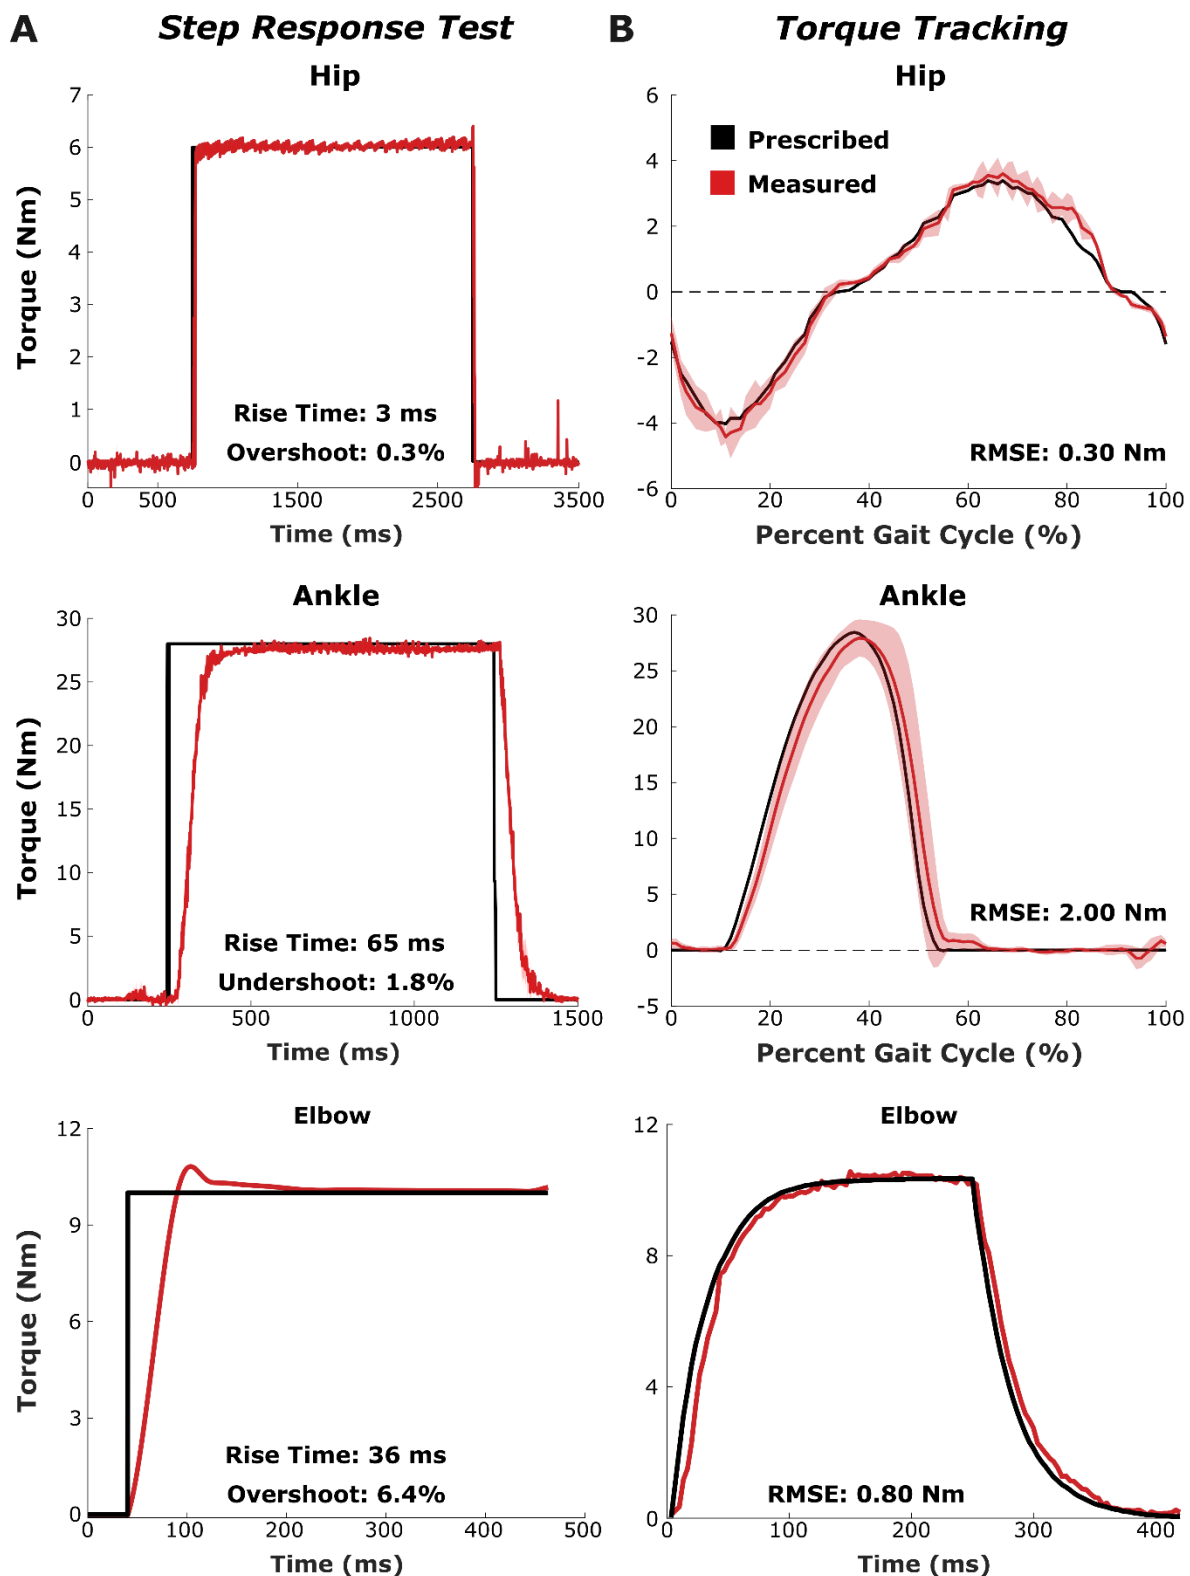 A Step Response Test
B Torque Tracking
Hip
7
6
5
4
3
2
1
0
Torque (Nm)
Rise Time: 3 ms
Overshoot: 0.3%
0 500 1500 2500 3500
Time (ms)
Hip
6
4
2
0
-2
-4
-6
Prescribed
Measured
RMSE: 0.30 Nm
0 20 40 60 80 100
Percent Gait Cycle (%)
Ankle
30
25
20
15
10
5
0
Torque (Nm)
Rise Time: 65 ms
Undershoot: 1.8%
0 500 1000 1500
Time (ms)
Ankle
30
25
20
15
10
5
0
-5
RMSE: 2.00 Nm
0 20 40 60 80 100
Percent Gait Cycle (%)
Elbow
12
9
6
3
0
Torque (Nm)
Rise Time: 36 ms
Overshoot: 6.4%
0 100 200 300 400 500
Time (ms)
Elbow
12
8
4
0
RMSE: 0.80 Nm
0 100 200 300 400
Time (ms)